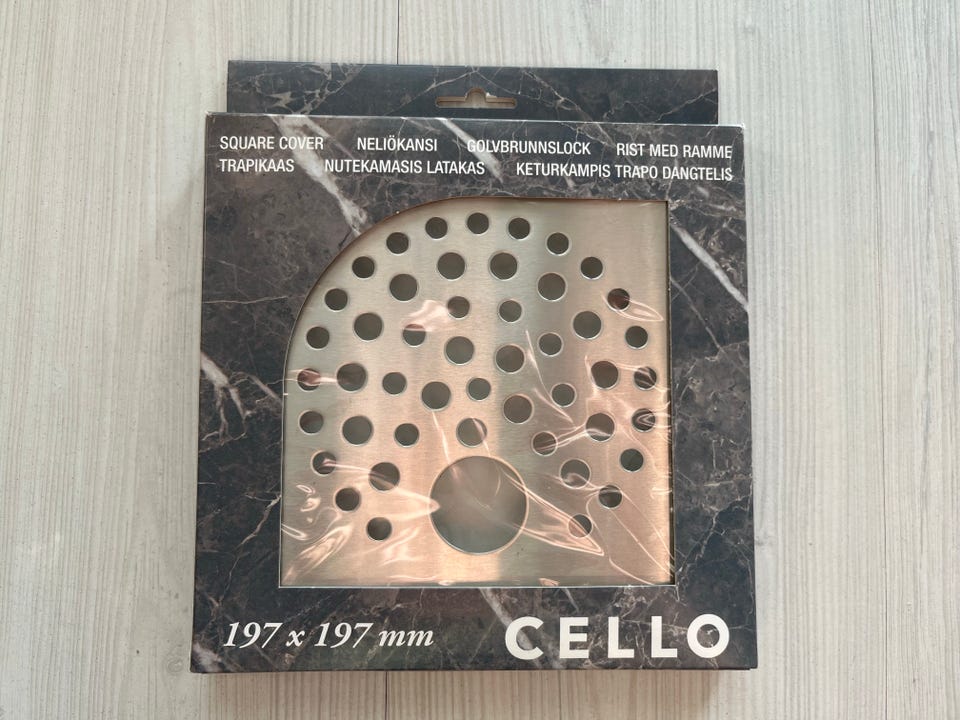 SQUARE COVER NELIÖKANSI GOLVBRUNNSLOCK RIST MED RAMME
TRAPIKAAS NUTEKAMASIS LATAKAS KETURKAMPIS TRAPO DANGTELIS
197 x 197 mm CELLO